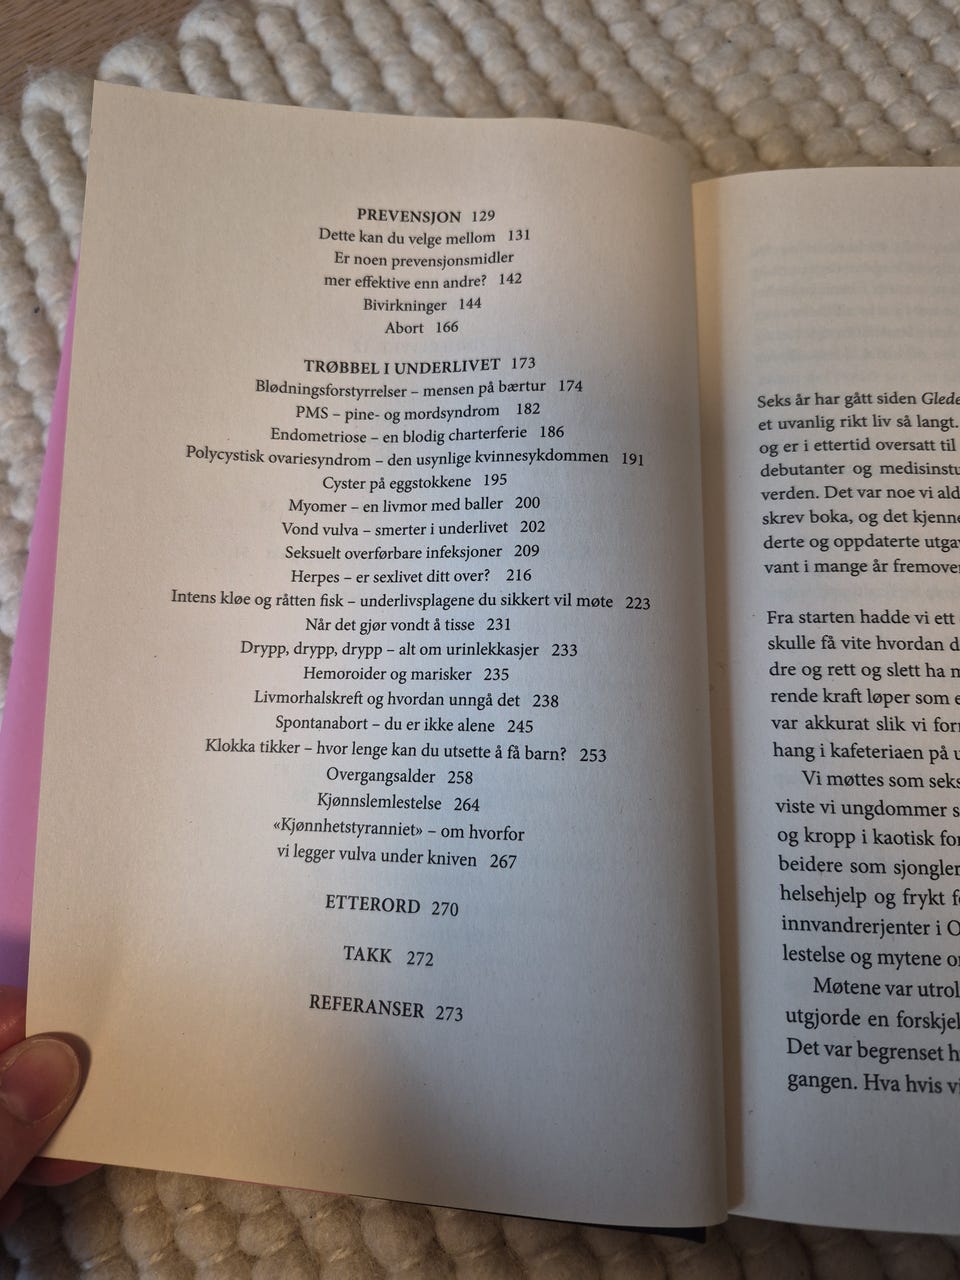 PREVENSJON 129
Dette kan du velge mellom 131
Er noen prevensjonsmidler
mer effektive enn andre? 142
Bivirkninger 144
Abort 166
TRØBBEL I UNDERLIVET 173
Blødningsforstyrrelser – mensen på bærtur 174
PMS – pine- og mordsyndrom 182
Endometriose – en blodig charterferie 186
Polycystisk ovariesyndrom – den usynlige kvinnesykdommen 191
Cyster på eggstokkene 195
Myomer – en livmor med baller 200
Vond vulva – smerter i underlivet 202
Seksuelt overførbare infeksjoner 209
Herpes – er sexlivet ditt over? 216
Intens kløe og råtten fisk – underlivsplagene du sikkert vil møte 223
Når det gjør vondt å tisse 231
Drypp, drypp, drypp – alt om urinlekkasjer 233
Hemoroider og marisker 235
Livmorhalskreft og hvordan unngå det 238
Spontanabort – du er ikke alene 245
Klokka tikker – hvor lenge kan du utsette å få barn? 253
Overgangsalder 258
Kjønnslemlestelse 264
«Kjønnhetstyranniet» – om hvorfor
vi legger vulva under kniven 267
ETTERORD 270
TAKK 272
REFERANSER 273
Seks år har gått siden Glede
et uvanlig rikt liv så langt.
og er i ettertid oversatt til
debutanter og medisinstu
verden. Det var noe vi ald
skrev boka, og det kjenne
derte og oppdaterte utga
vant i mange år fremover
Fra starten hadde vi ett
skulle få vite hvordan d
dre og rett og slett ha m
rende kraft løper som e
var akkurat slik vi for
hang i kafeteriaen på u
Vi møttes som seks
viste vi ungdommer s
og kropp i kaotisk fo
beidere som sjongler
helsehjelp og frykt f
innvandrerjenter i O
lestelse og mytene o
Møtene var utrol
utgjorde en forskjel
Det var begrenset h
gangen. Hva hvis vi